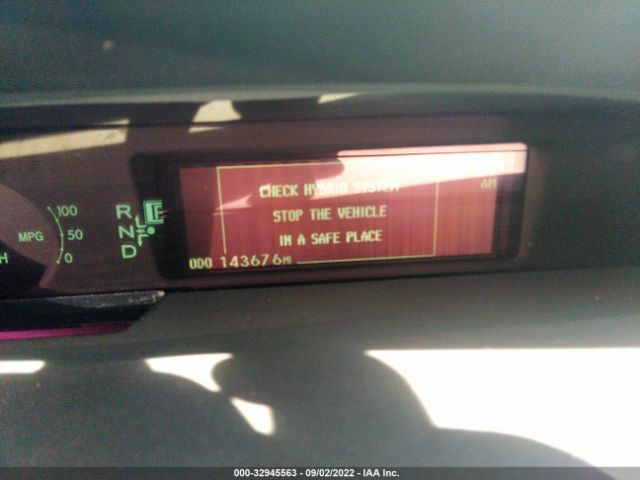 CHECK HYBRID SYSTEM
AM
STOP THE VEHICLE
IN A SAFE PLACE
ODO 143676MI
100
MPG 50
0
H
R
N
D
000-32945563 - 09/02/2022 - IAA Inc.